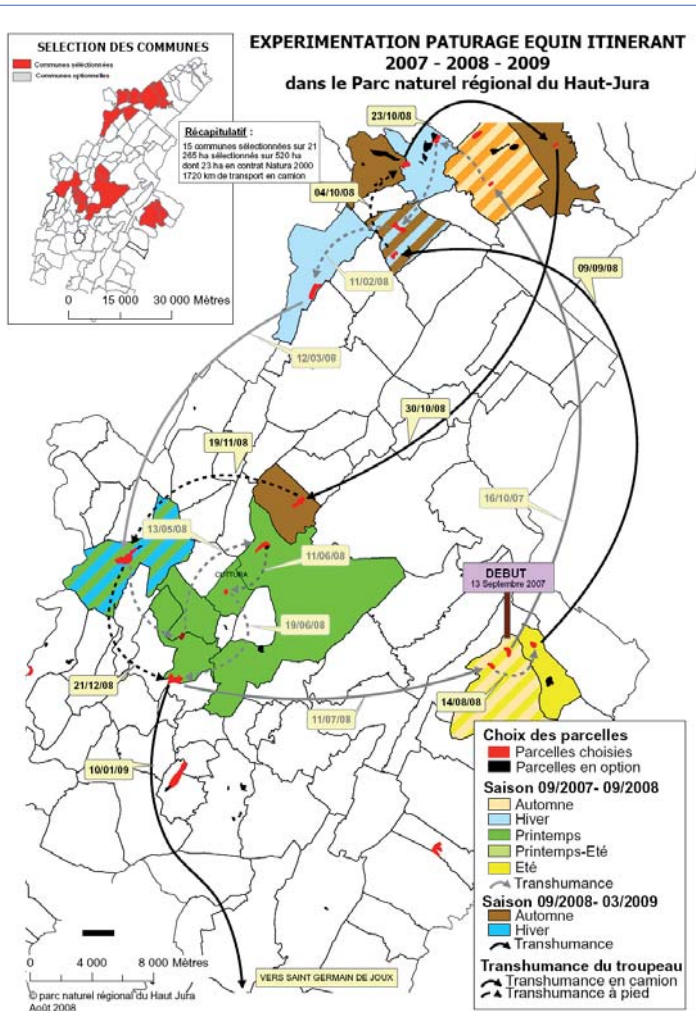 EXPERIMENTATION PATURAGE EQUIN ITINERANT
2007 - 2008 - 2009
dans le Parc naturel régional du Haut-Jura
SELECTION DES COMMUNES
Communes sélectionnées
Communes optionnelles
0 15 000 30 000 Mètres
Récapitulatif :
15 communes sélectionnées sur 21
265 ha sélectionnés sur 520 ha
dont 23 ha en contrat Natura 2000
1720 km de transport en camion
23/10/08
04/10/08
09/09/08
11/02/08
12/03/08
30/10/08
19/11/08
16/10/07
13/05/08
11/06/08
CUTTURA
DEBUT
13 Septembre 2007
19/06/08
21/12/08
14/08/08
11/07/08
10/01/09
Choix des parcelles
Parcelles choisies
Parcelles en option
Saison 09/2007- 09/2008
Automne
Hiver
Printemps
Printemps-Eté
Eté
Transhumance
Saison 09/2008- 03/2009
Automne
Hiver
Transhumance
Transhumance du troupeau
Transhumance en camion
Transhumance à pied
0 4 000 8 000 Mètres
VERS SAINT GERMAIN DE JOUX
© parc naturel régional du Haut Jura
Août 2008